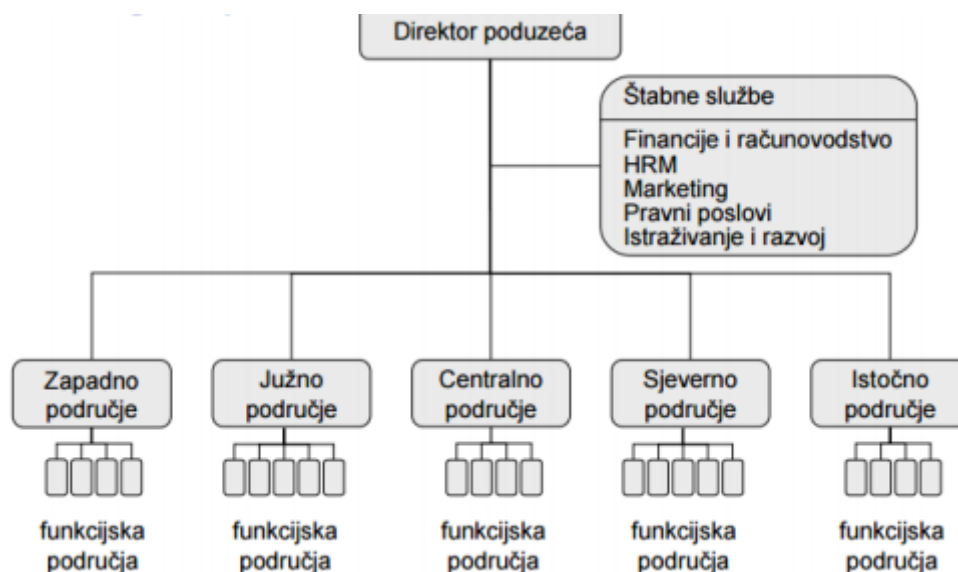 Direktor poduzeća
Štabne službe
Financije i računovodstvo
HRM
Marketing
Pravni poslovi
Istraživanje i razvoj
Zapadno
područje
Južno
područje
Centralno
područje
Sjeverno
područje
Istočno
područje
funkcijska
područja
funkcijska
područja
funkcijska
područja
funkcijska
područja
funkcijska
područja